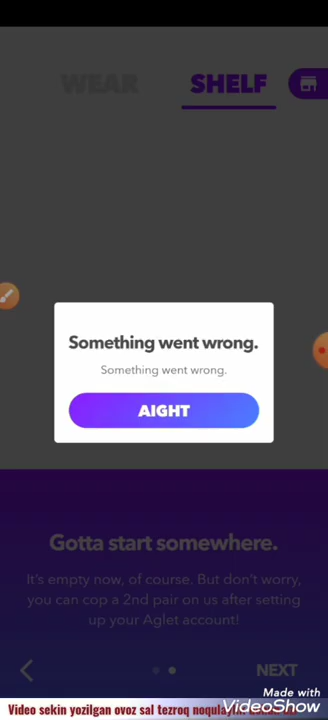 WEAR
SHELF
Something went wrong.
Something went wrong.
AIGHT
Gotta start somewhere.
It's empty now, of course. But don't worry,
you can cop a 2nd pair on us after setting
up your Aglet account!
NEXT
Made with
VideoShow
Video sekin yozilgan ovoz sal tezroq noqulayli